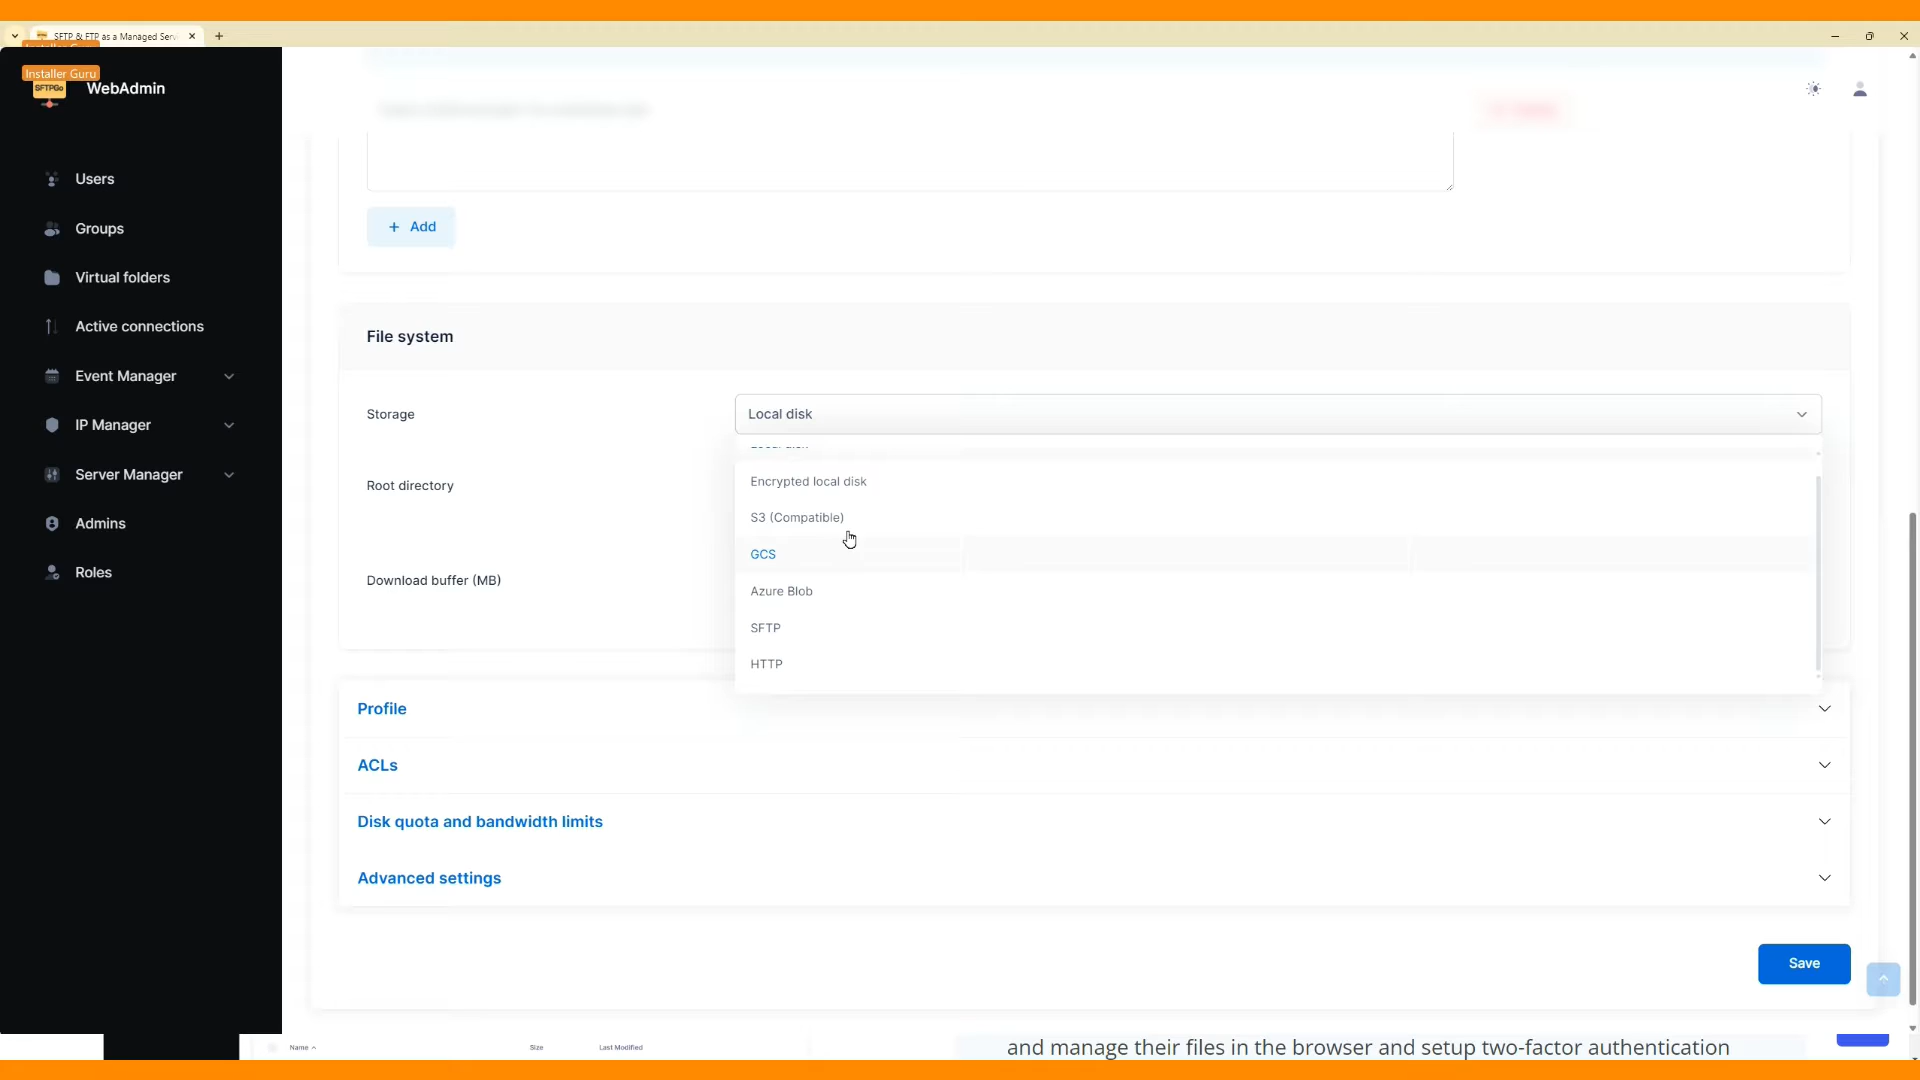 SFTP & FTP as a Managed Serv
Installer Guru
SFTPGo
WebAdmin
Users
Groups
Virtual folders
Active connections
Event Manager
IP Manager
Server Manager
Admins
Roles
+ Add
File system
Storage
Local disk
Local disk
Encrypted local disk
S3 (Compatible)
GCS
Azure Blob
SFTP
HTTP
Root directory
Download buffer (MB)
Profile
ACLs
Disk quota and bandwidth limits
Advanced settings
Save
Name
Size
Last Modified
and manage their files in the browser and setup two-factor authentication